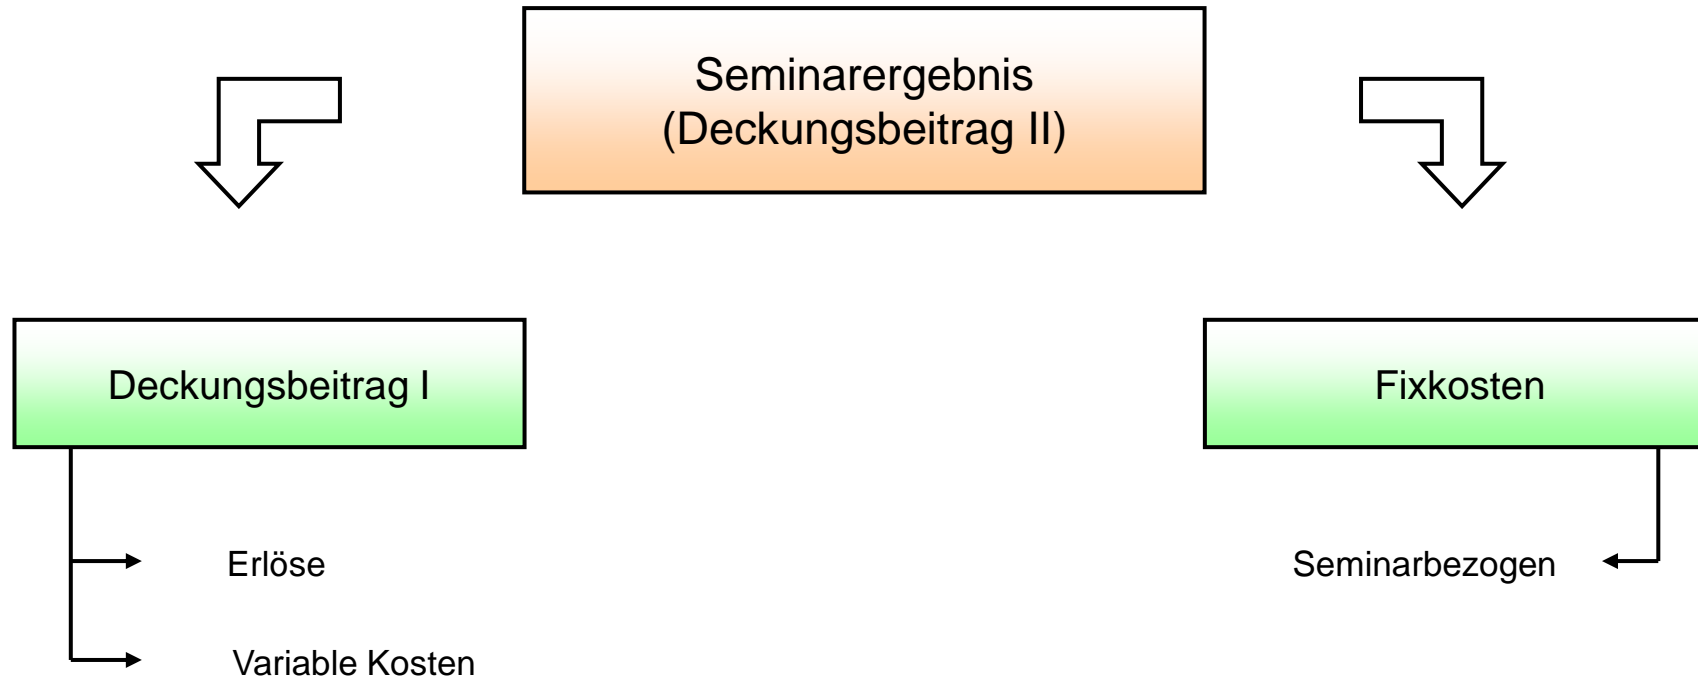 Seminarergebnis
(Deckungsbeitrag II)
Deckungsbeitrag I
Fixkosten
Erlöse
Seminarbezogen
Variable Kosten